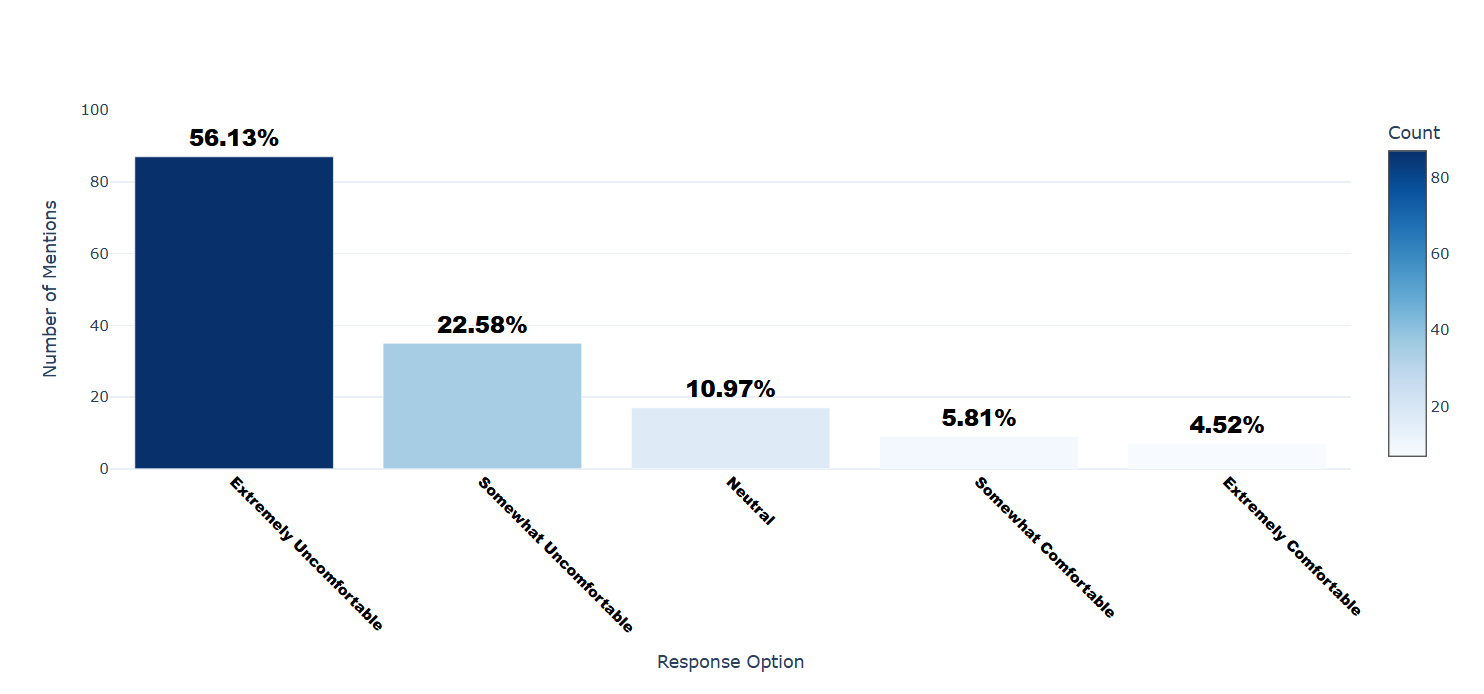 100
80
60
40
20
0
Number of Mentions
56.13%
22.58%
10.97%
5.81%
4.52%
Extremely Uncomfortable
Somewhat Uncomfortable
Neutral
Somewhat Comfortable
Extremely Comfortable
Response Option
Count
80
60
40
20